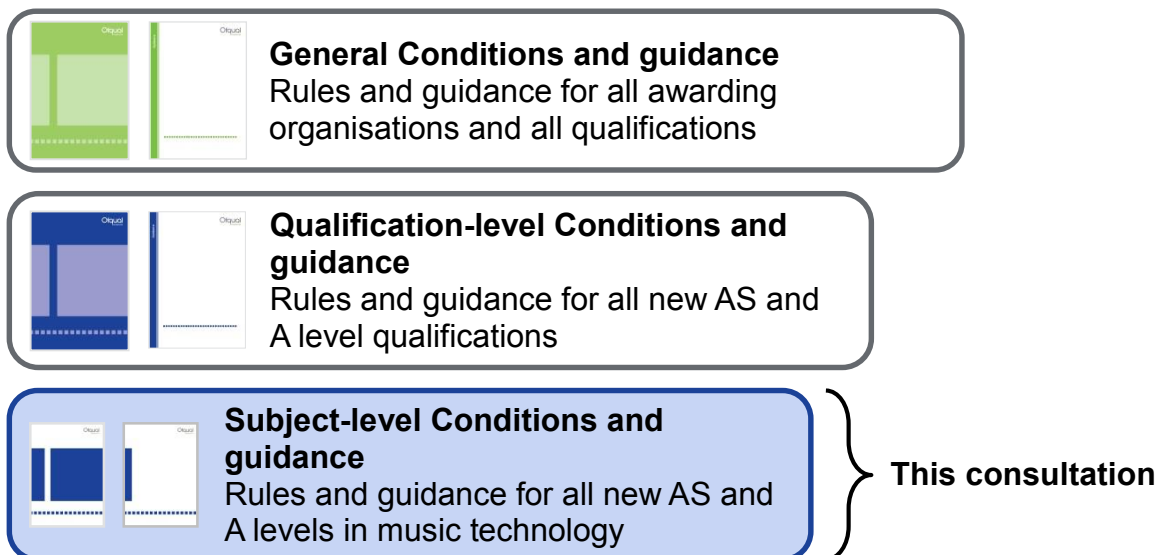 Ofqual
Ofqual
General Conditions and guidance
Rules and guidance for all awarding
organisations and all qualifications
Ofqual
Ofqual
Qualification-level Conditions and
guidance
Rules and guidance for all new AS and
A level qualifications
Ofqual
Ofqual
Subject-level Conditions and
guidance
Rules and guidance for all new AS and
A levels in music technology
This consultation